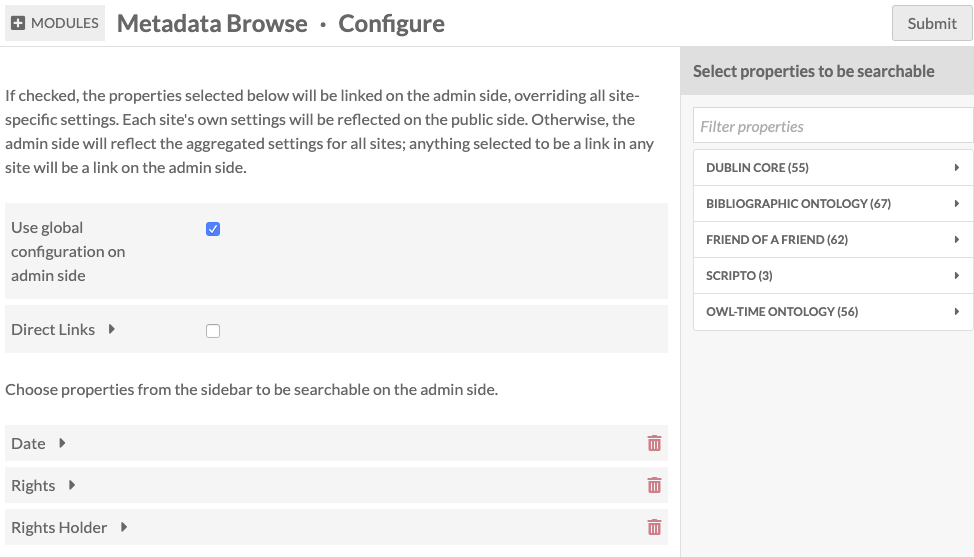 MODULES Metadata Browse · Configure
Submit
If checked, the properties selected below will be linked on the admin side, overriding all site-
specific settings. Each site's own settings will be reflected on the public side. Otherwise, the
admin side will reflect the aggregated settings for all sites; anything selected to be a link in any
site will be a link on the admin side.
Use global
configuration on
admin side
Direct Links
Choose properties from the sidebar to be searchable on the admin side.
Date
Rights
Rights Holder
Select properties to be searchable
Filter properties
DUBLIN CORE (55)
BIBLIOGRAPHIC ONTOLOGY (67)
FRIEND OF A FRIEND (62)
SCRIPTO (3)
OWL-TIME ONTOLOGY (56)